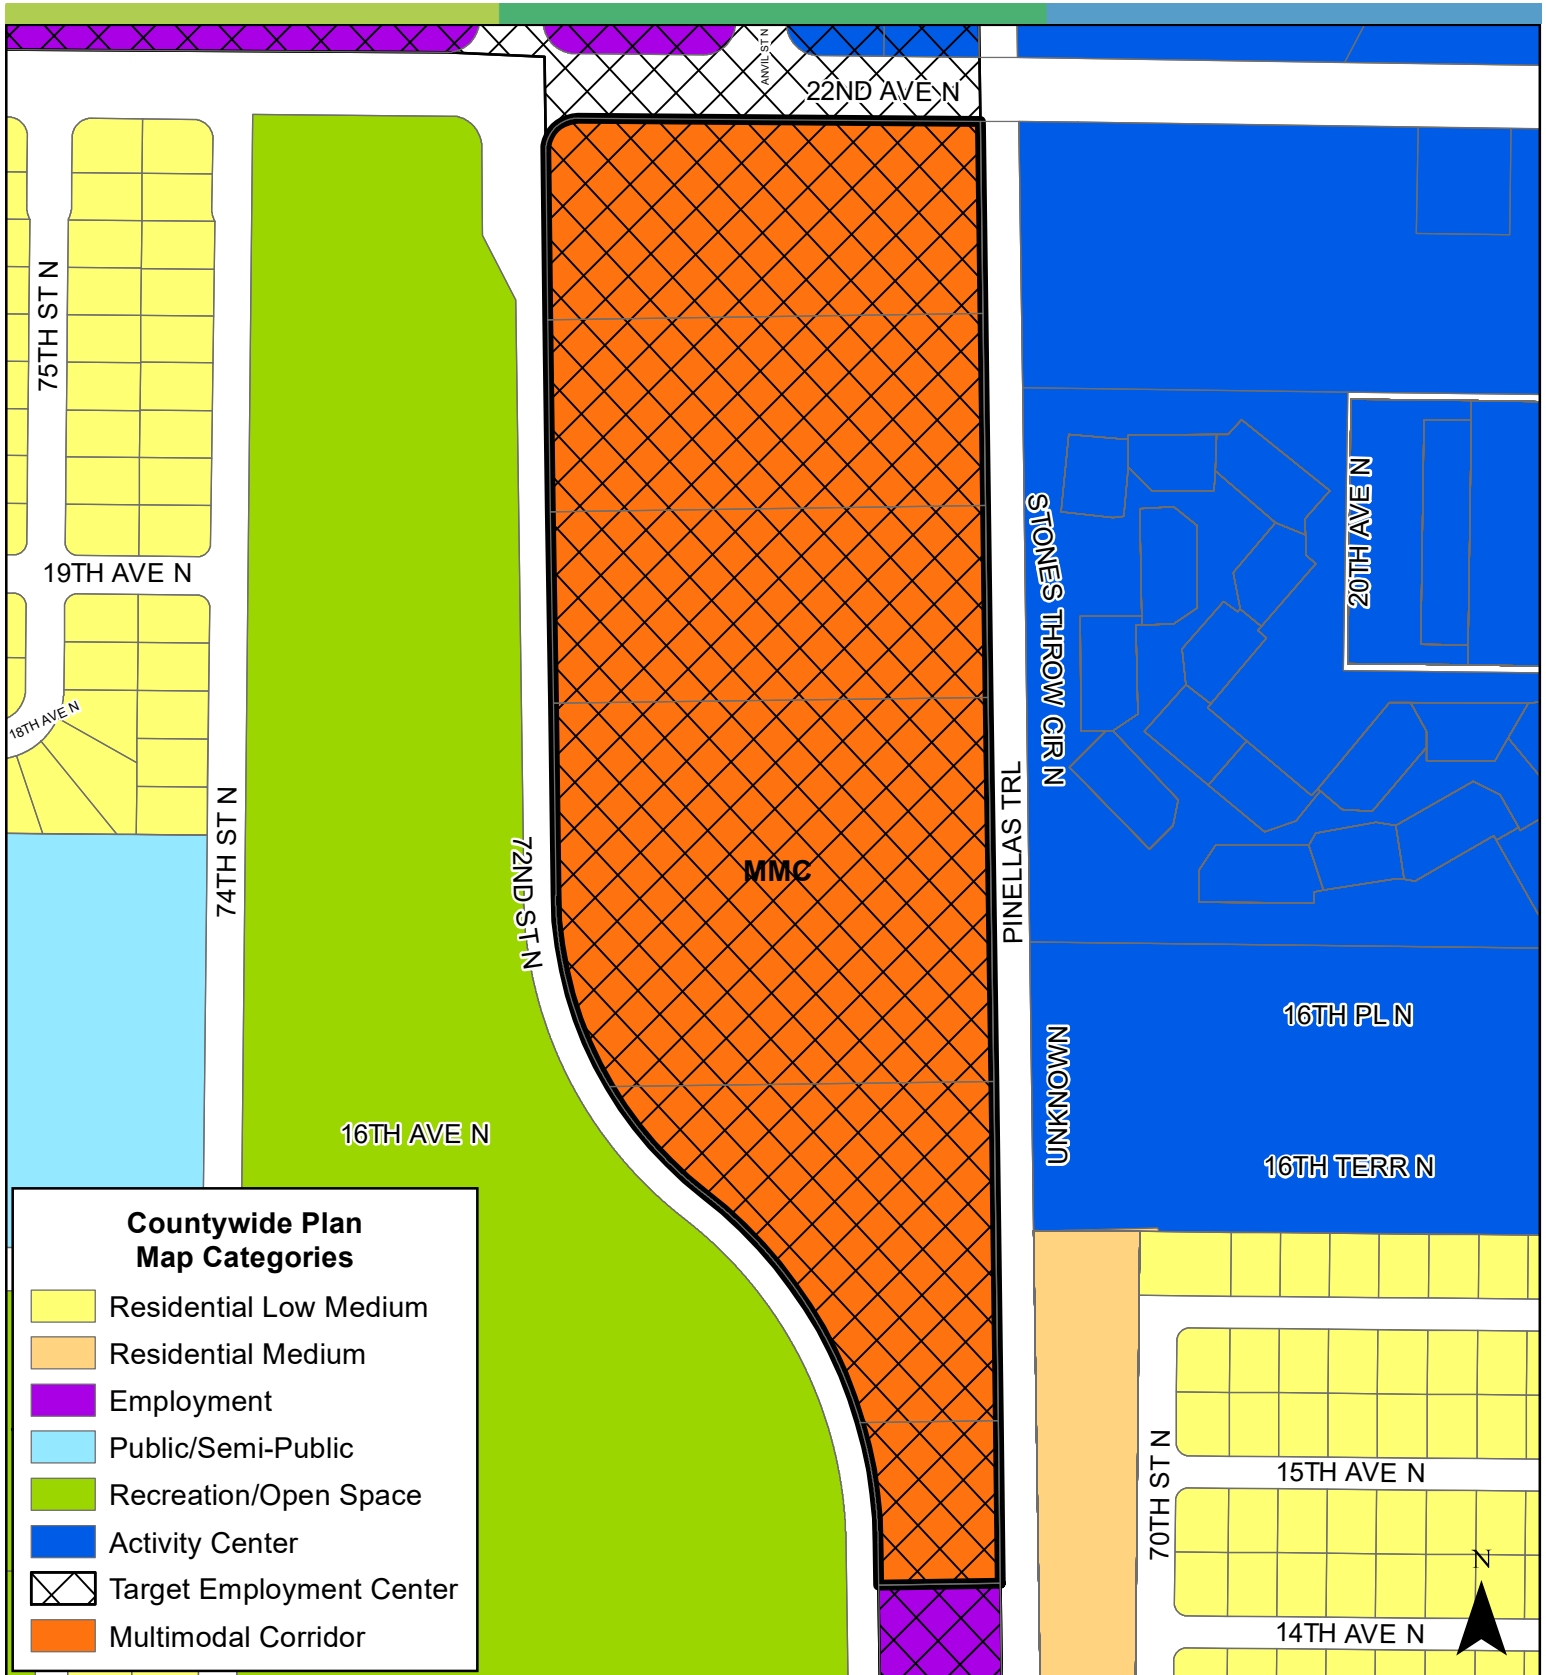 ANVIL ST N
22ND AVE N
75TH ST N
19TH AVE N
18TH AVE N
74TH ST N
72ND ST N
MMC
PINELLAS TRL
STONES THROW CIR N
20TH AVE N
16TH PL N
UNKNOWN
16TH TERR N
16TH AVE N
70TH ST N
15TH AVE N
14TH AVE N
N
Countywide Plan
Map Categories
Residential Low Medium
Residential Medium
Employment
Public/Semi-Public
Recreation/Open Space
Activity Center
Target Employment Center
Multimodal Corridor